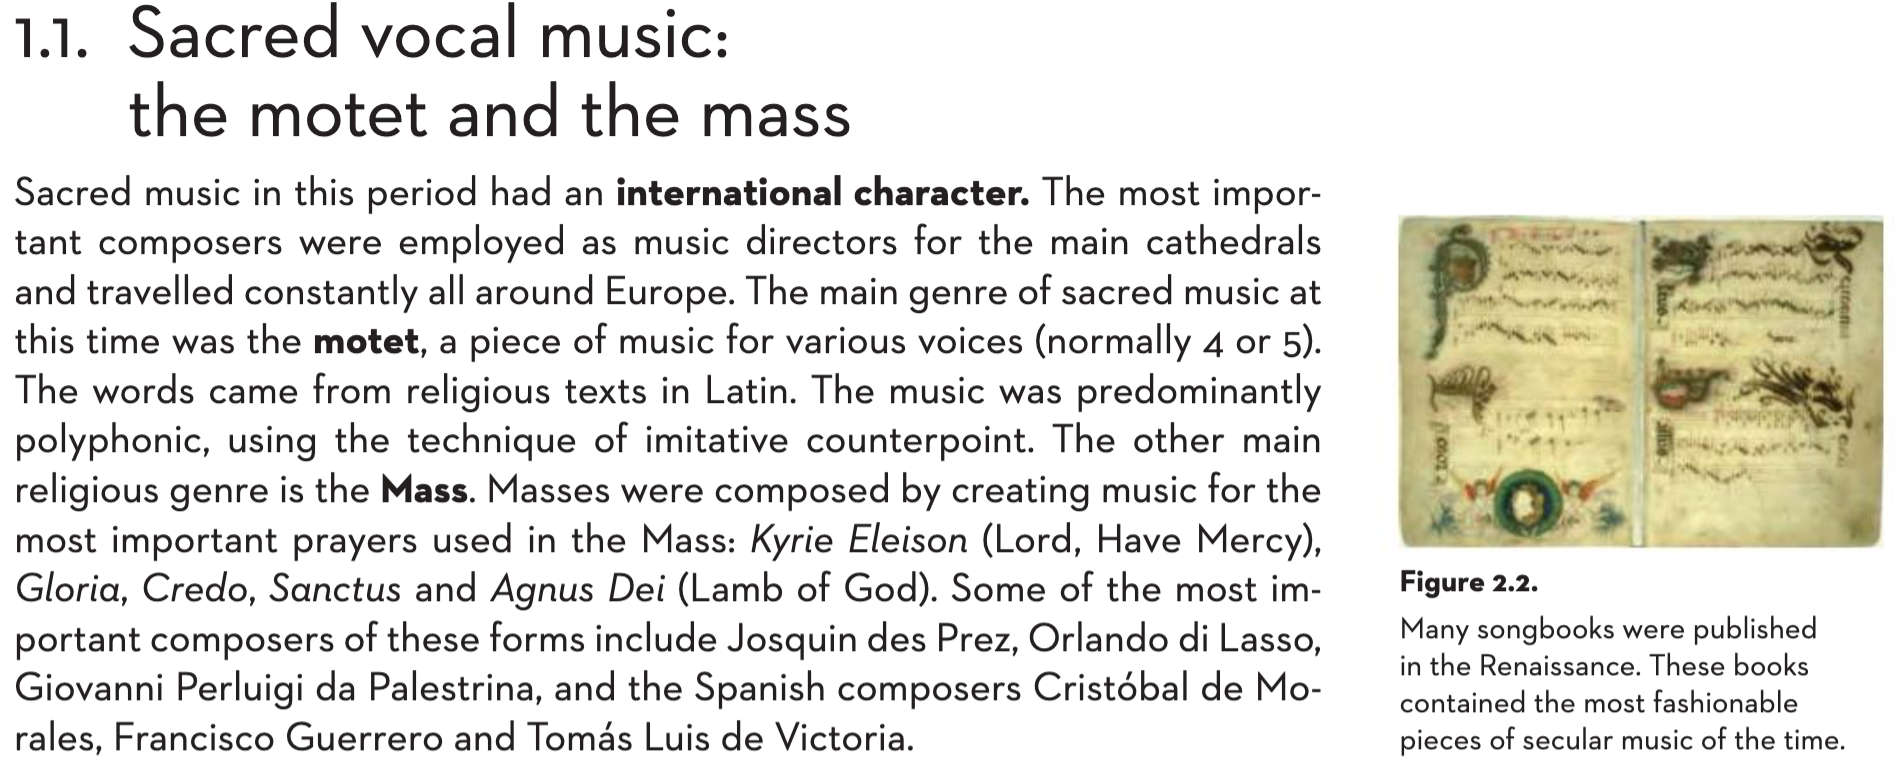 1.1. Sacred vocal music:
the motet and the mass
Sacred music in this period had an international character. The most impor-
tant composers were employed as music directors for the main cathedrals
and travelled constantly all around Europe. The main genre of sacred music at
this time was the motet, a piece of music for various voices (normally 4 or 5).
The words came from religious texts in Latin. The music was predominantly
polyphonic, using the technique of imitative counterpoint. The other main
religious genre is the Mass. Masses were composed by creating music for the
most important prayers used in the Mass: Kyrie Eleison (Lord, Have Mercy),
Gloria, Credo, Sanctus and Agnus Dei (Lamb of God). Some of the most im-
portant composers of these forms include Josquin des Prez, Orlando di Lasso,
Giovanni Perluigi da Palestrina, and the Spanish composers Cristóbal de Mo-
rales, Francisco Guerrero and Tomás Luis de Victoria.
Figure 2.2.
Many songbooks were published
in the Renaissance. These books
contained the most fashionable
pieces of secular music of the time.